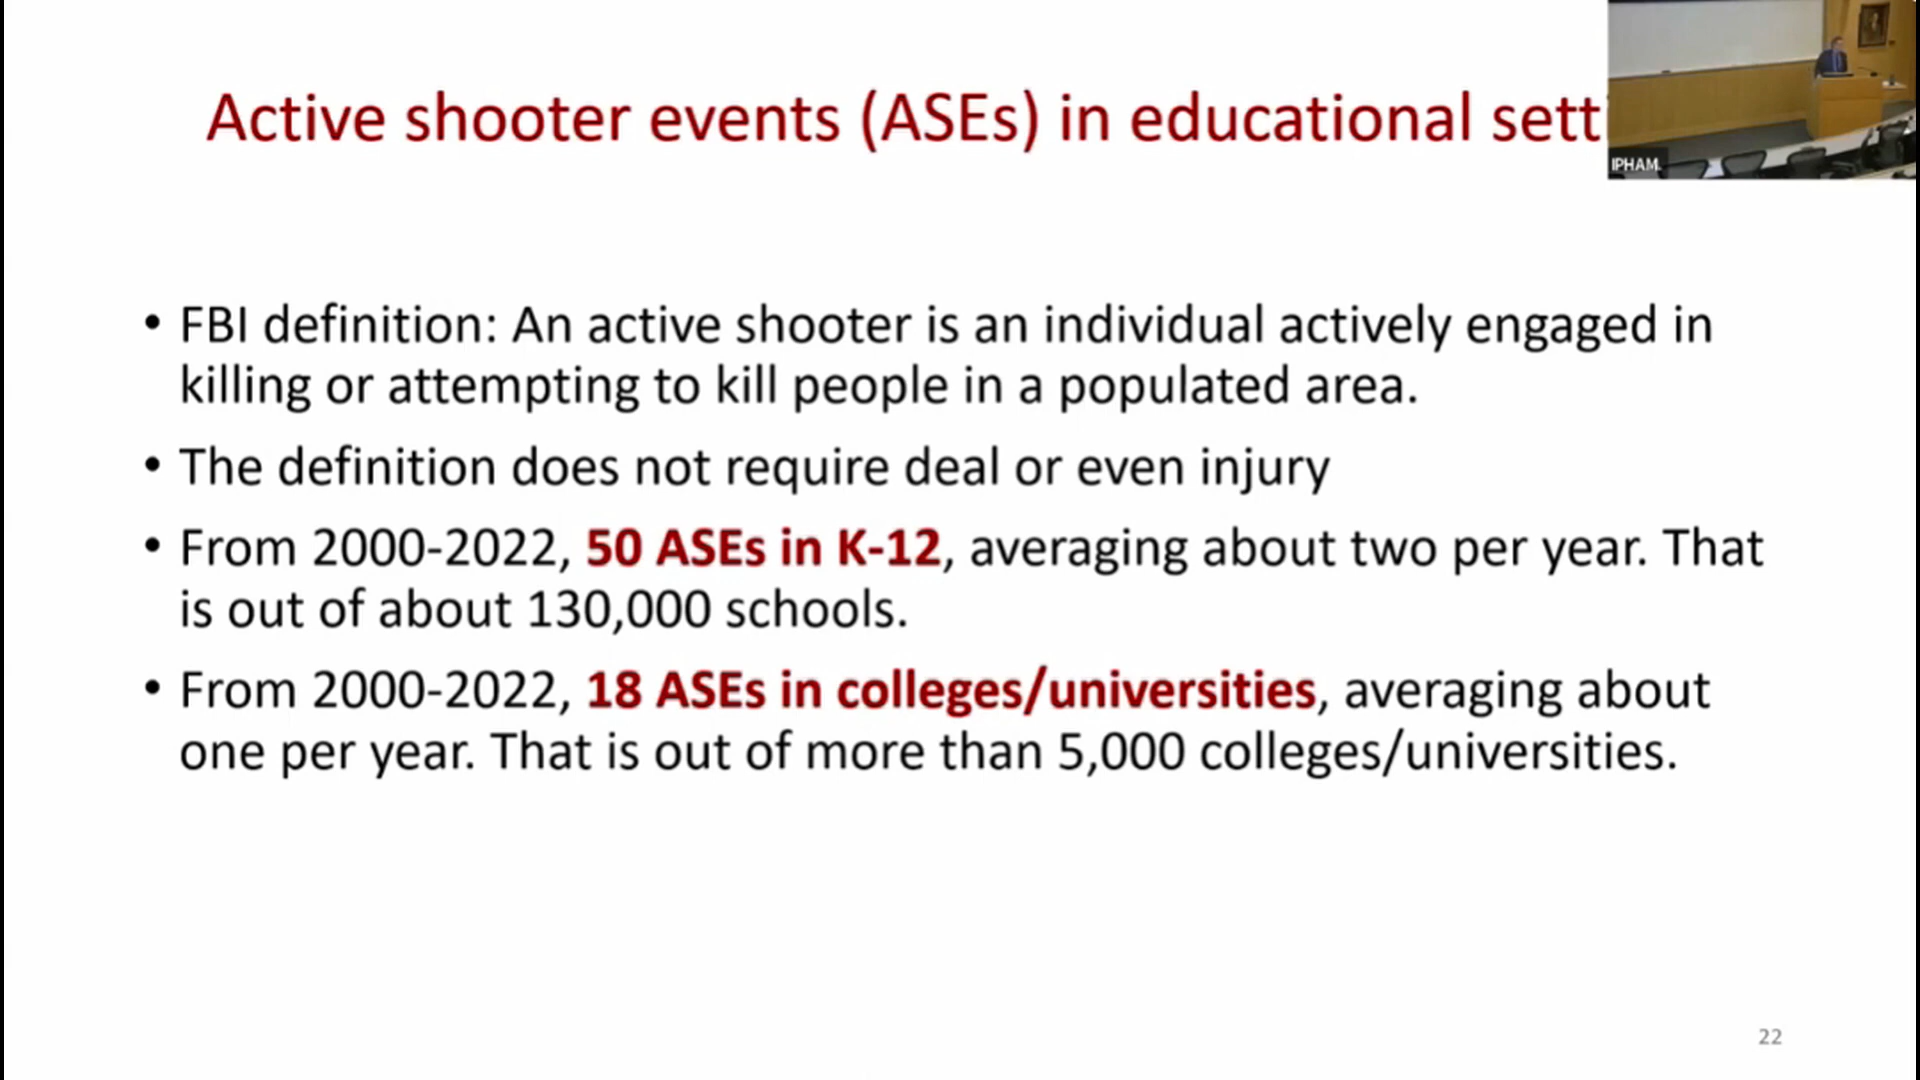 Active shooter events (ASEs) in educational sett
IPHAM
• FBI definition: An active shooter is an individual actively engaged in
killing or attempting to kill people in a populated area.
• The definition does not require deal or even injury
• From 2000-2022, 50 ASEs in K-12, averaging about two per year. That
is out of about 130,000 schools.
• From 2000-2022, 18 ASEs in colleges/universities, averaging about
one per year. That is out of more than 5,000 colleges/universities.
22